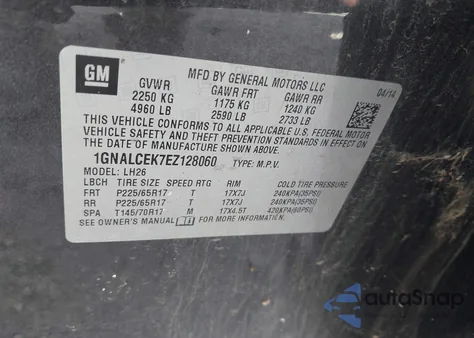 GM
MFD BY GENERAL MOTORS LLC
04/14
GVWR GAWR FRT GAWR RR
2250 KG 1175 KG 1240 KG
4960 LB 2590 LB 2733 LB
THIS VEHICLE CONFORMS TO ALL APPLICABLE U.S.
FEDERAL MOTOR VEHICLE SAFETY, BUMPER, AND
THEFT PREVENTION STANDARDS IN EFFECT ON
THE DATE OF MANUFACTURE SHOWN
ABOVE.
1GNALCEK7EZ128060 TYPE: M.P.V.
MODEL: LH26
LBCH TIRE SIZE SPEED RTG RIM COLD TIRE PRESSURE
FRT P225/65R17 T 17X7J 240KPA(35PSI)
RR P225/65R17 T 17X7J 240KPA(35PSI)
SPA T145/70R17 M 17X4.5T 420KPA(60PSI)
SEE OWNER'S MANUAL
autoSnap